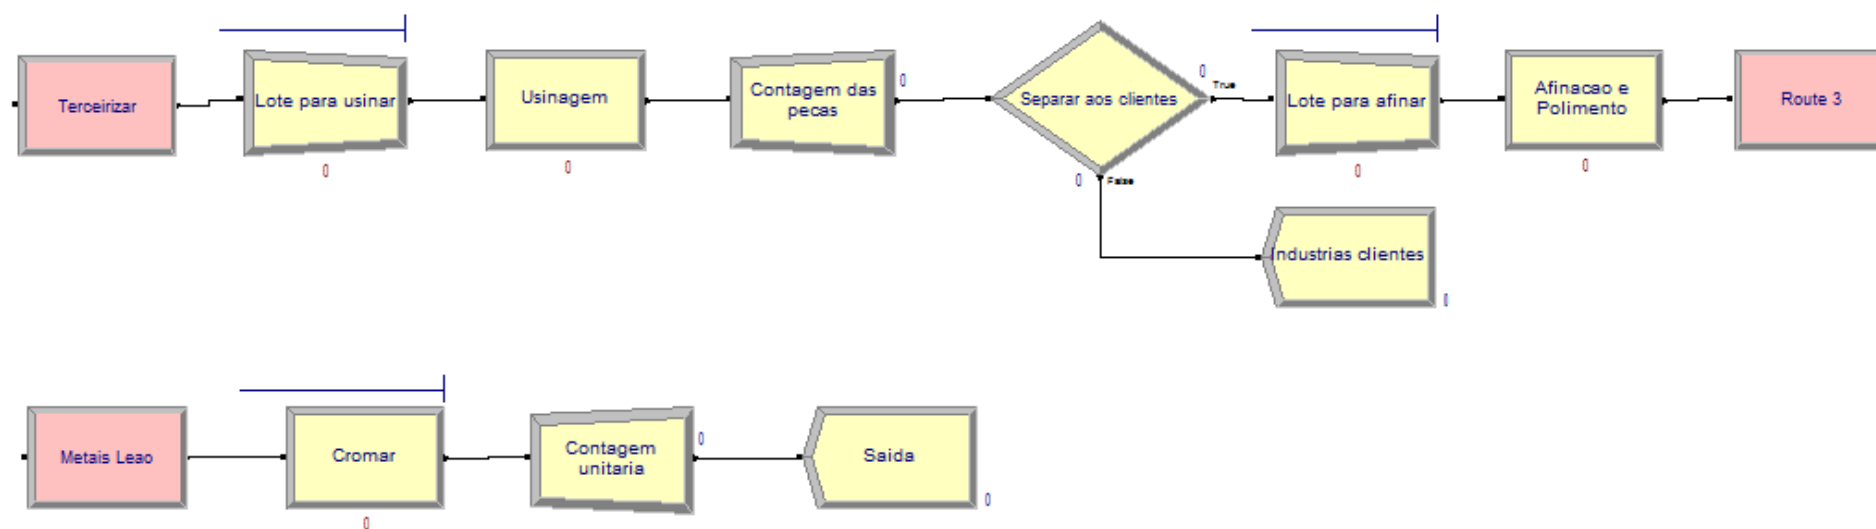 Terceirizar
Lote para usinar
0
Usinagem
0
Contagem das
pecas
0
Separar aos clientes
0
True
0
False
Lote para afinar
0
Afinacao e
Polimento
0
Route 3
Industrias clientes
0
Metais Leao
Cromar
0
Contagem
unitaria
0
Saida
0